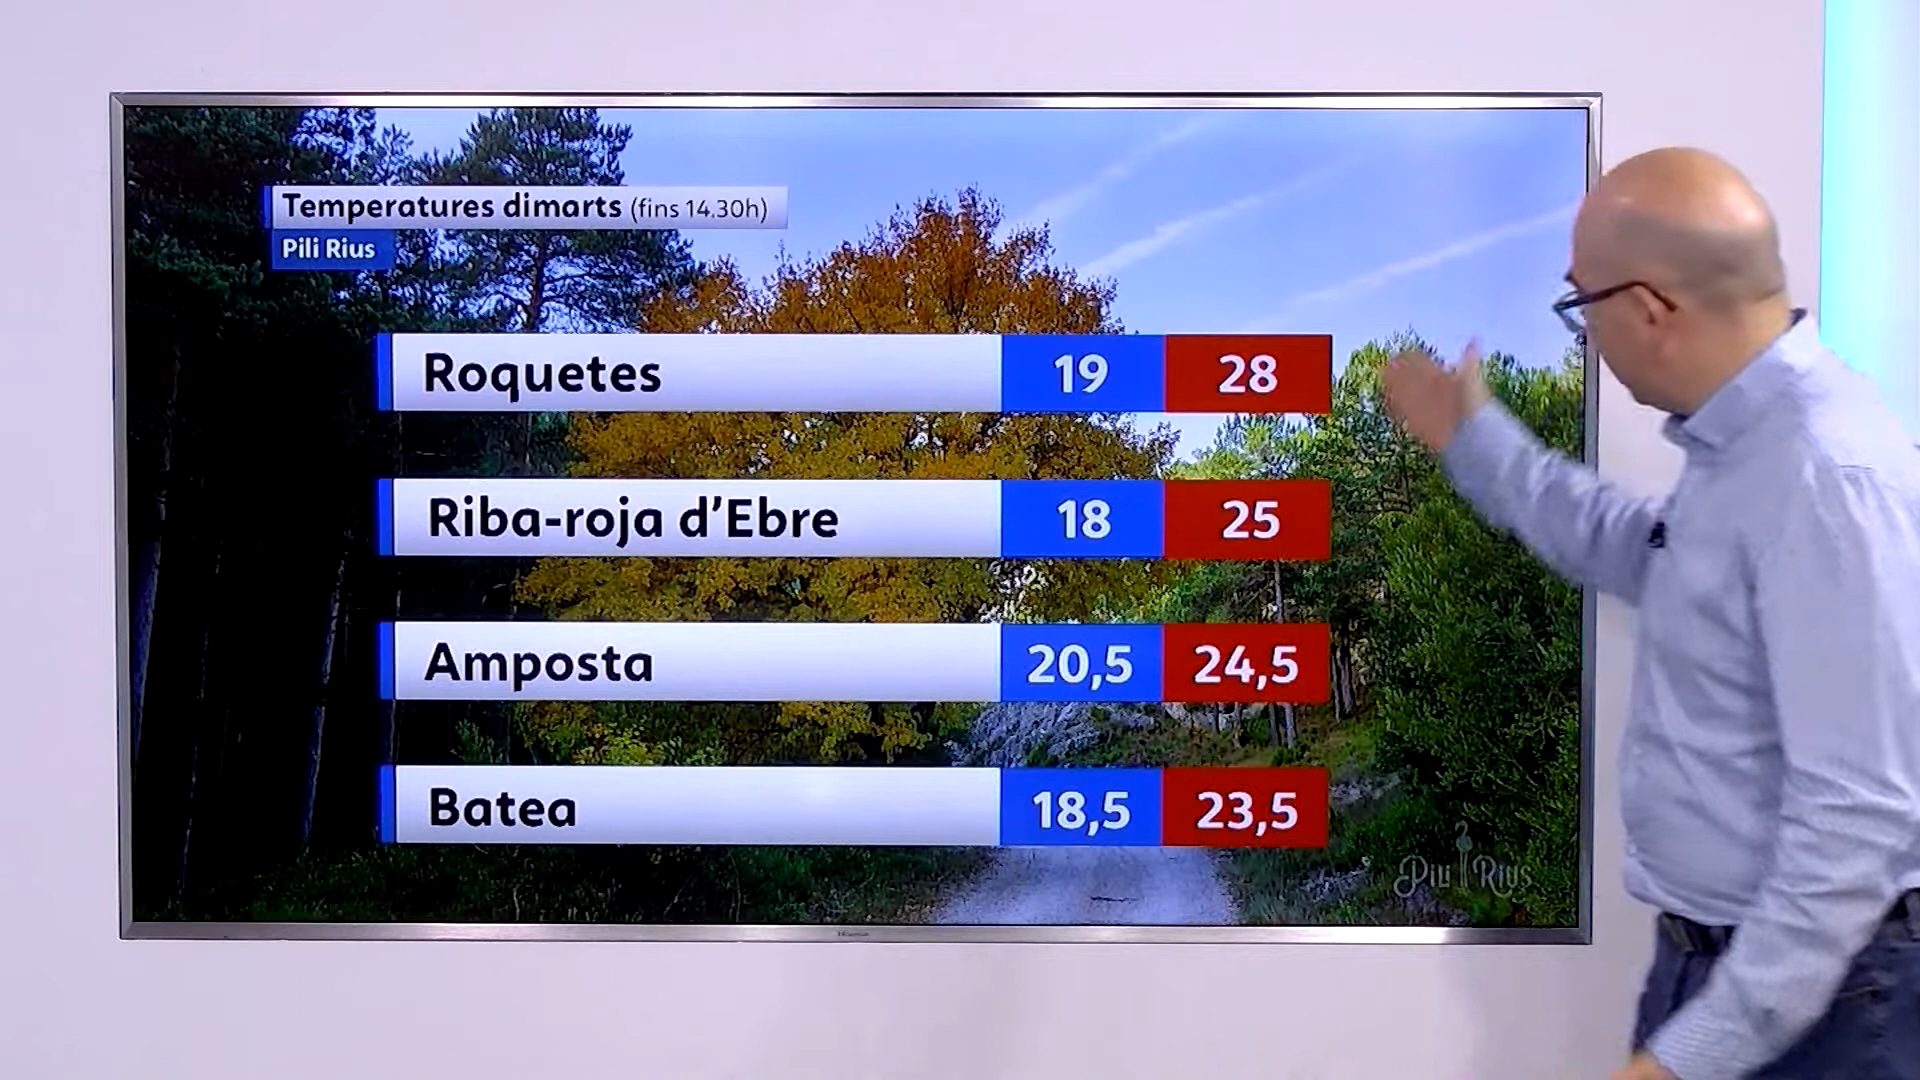 Temperatures dimarts (fins 14.30h)
Pili Rius
Roquetes 19 28
Riba-roja d'Ebre 18 25
Amposta 20,5 24,5
Batea 18,5 23,5
Pili Rius